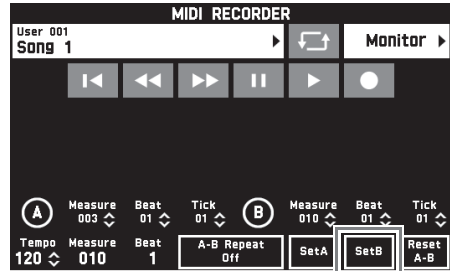 MIDI RECORDER
User 001
Song 1
Monitor
A Measure Beat Tick B Measure Beat Tick
003 01 01 010 01 01
Tempo Measure Beat A-B Repeat SetA SetB Reset
120 010 1 Off A-B